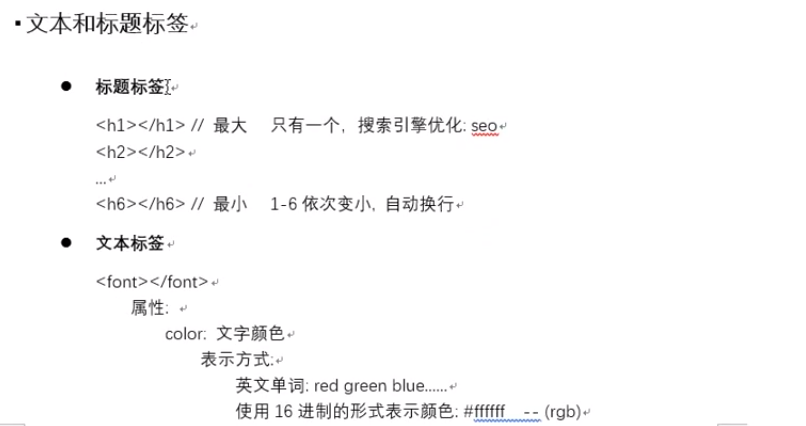 ▪文本和标题标签
● 标题标签
<h1></h1> // 最大 只有一个，搜索引擎优化: seo
<h2></h2>
...
<h6></h6> // 最小 1-6 依次变小, 自动换行
● 文本标签
<font></font>
属性:
color: 文字颜色
表示方式:
英文单词: red green blue......
使用 16 进制的形式表示颜色: #ffffff -- (rgb)